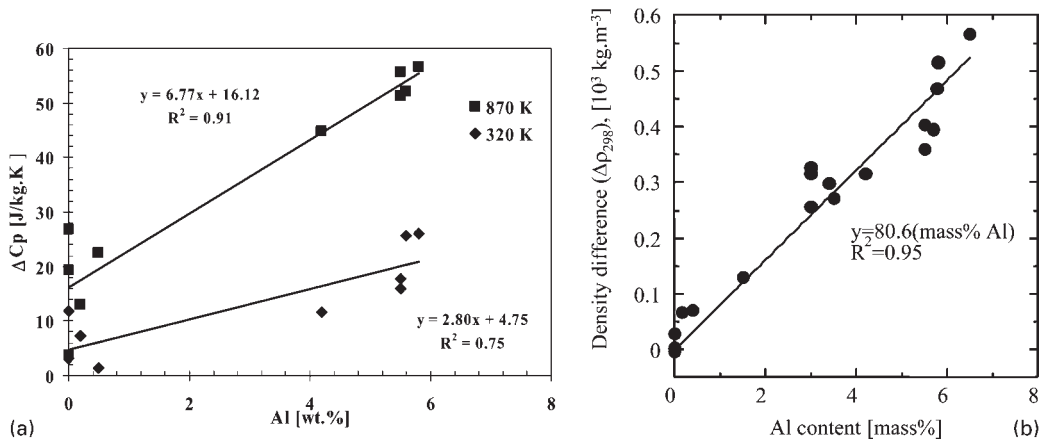 60
50
40
30
20
10
0
ΔCp [J/kg.K]
y = 6.77x + 16.12
R² = 0.91
■ 870 K
◆ 320 K
y = 2.80x + 4.75
R² = 0.75
0 2 4 6 8
Al [wt.%]
(a)
0.6
0.5
0.4
0.3
0.2
0.1
0
Density difference (Δρ₂₉₈), [10³ kg.m⁻³]
y=80.6(mass% Al)
R²=0.95
0 2 4 6 8
Al content [mass%]
(b)